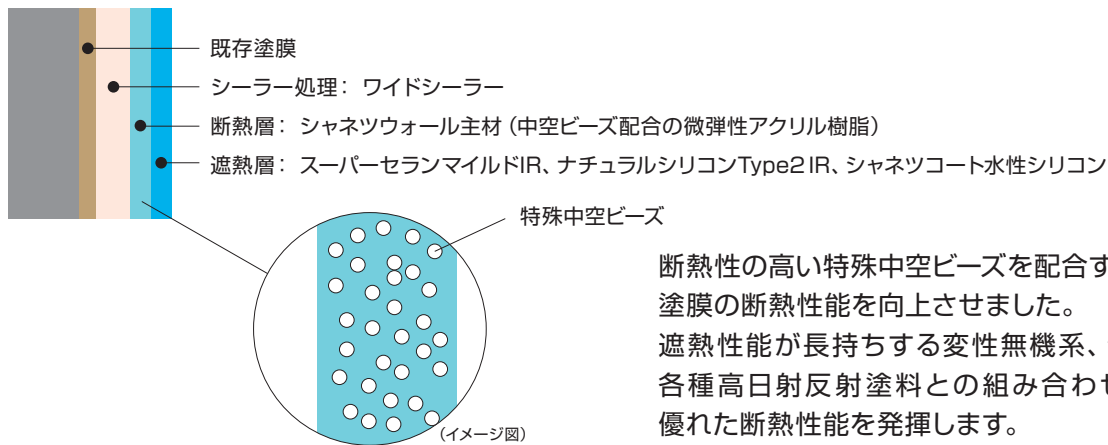 既存塗膜
シーラー処理： ワイドシーラー
断熱層： シャネツウォール主材（中空ビーズ配合の微弾性アクリル樹脂）
遮熱層： スーパーセランマイルドIR、ナチュラルシリコンType2 IR、シャネツコート水性シリコン
特殊中空ビーズ
断熱性の高い特殊中空ビーズを配合す
塗膜の断熱性能を向上させました。
遮熱性能が長持ちする変性無機系、
各種高日射反射塗料との組み合わせ
優れた断熱性能を発揮します。
（イメージ図）